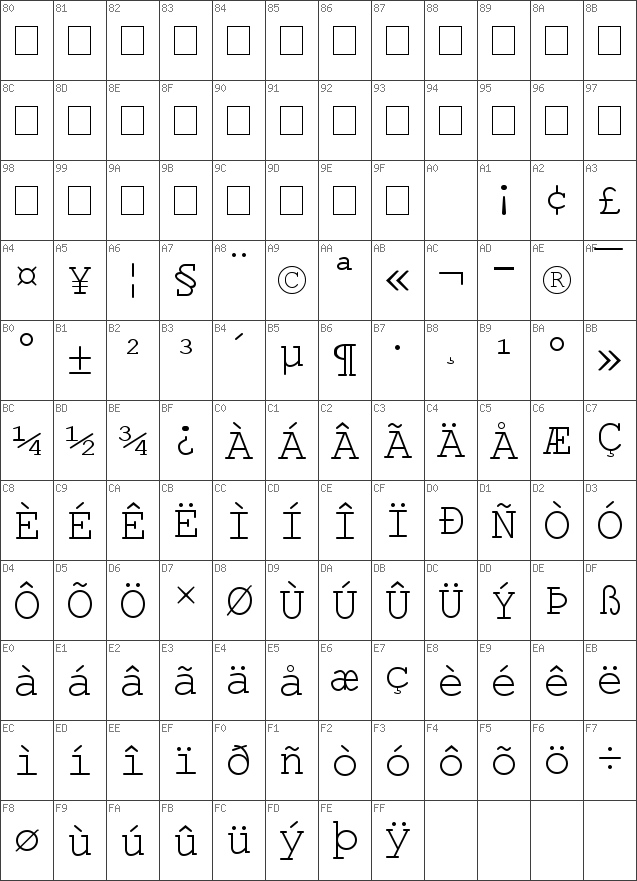 80 81 82 83 84 85 86 87 88 89 8A 8B
8C 8D 8E 8F 90 91 92 93 94 95 96 97
98 99 9A 9B 9C 9D 9E 9F A0 A1 A2 A3
¡ ¢ £
A4 A5 A6 A7 A8 A9 AA AB AC AD AE AF
¤ ¥ ¦ § ¨ © ª « ¬ - ® ¯
B0 B1 B2 B3 B4 B5 B6 B7 B8 B9 BA BB
° ± ² ³ ´ µ ¶ · ¸ ¹ º »
BC BD BE BF C0 C1 C2 C3 C4 C5 C6 C7
¼ ½ ¾ ¿ À Á Â Ã Ä Å Æ Ç
C8 C9 CA CB CC CD CE CF D0 D1 D2 D3
È É Ê Ë Ì Í Î Ï Ð Ñ Ò Ó
D4 D5 D6 D7 D8 D9 DA DB DC DD DE DF
Ô Õ Ö × Ø Ù Ú Û Ü Ý Þ ß
E0 E1 E2 E3 E4 E5 E6 E7 E8 E9 EA EB
à á â ã ä å æ ç è é ê ë
EC ED EE EF F0 F1 F2 F3 F4 F5 F6 F7
ì í î ï ð ñ ò ó ô õ ö ÷
F8 F9 FA FB FC FD FE FF
ø ù ú û ü ý þ ÿ